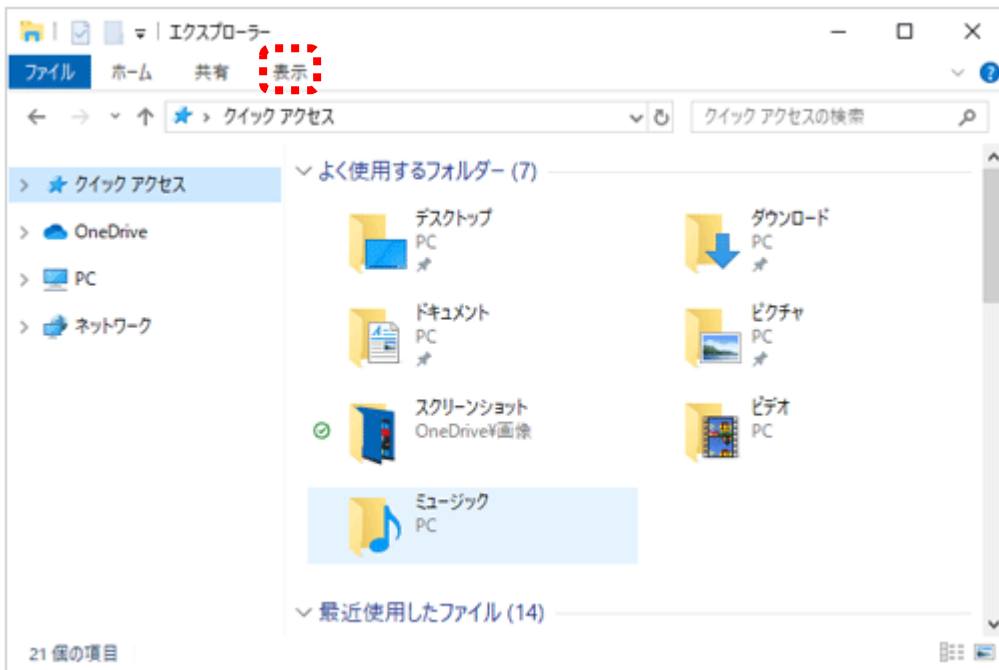 エクスプローラー
ファイル ホーム 共有 表示
クイック アクセス クイック アクセスの検索
クイック アクセス
OneDrive
PC
ネットワーク
よく使用するフォルダー (7)
デスクトップ
PC
ダウンロード
PC
ドキュメント
PC
ピクチャ
PC
スクリーンショット
OneDrive¥画像
ビデオ
PC
ミュージック
PC
最近使用したファイル (14)
21 個の項目